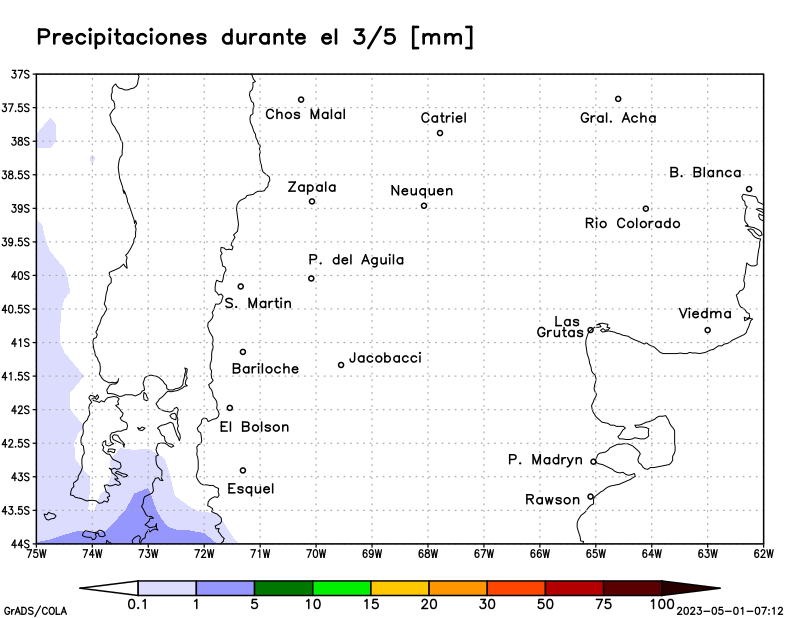 Precipitaciones durante el 3/5 [mm]
37S
37.5S
38S
38.5S
39S
39.5S
40S
40.5S
41S
41.5S
42S
42.5S
43S
43.5S
44S
Chos Malal
Catriel
Gral. Acha
B. Blanca
Zapala
Neuquen
Rio Colorado
P. del Aguila
S. Martin
Viedma
Las
Grutas
Jacobacci
Bariloche
El Bolson
P. Madryn
Esquel
Rawson
75W 74W 73W 72W 71W 70W 69W 68W 67W 66W 65W 64W 63W 62W
0.1 1 5 10 15 20 30 50 75 100
GrADS/COLA
2023-05-01-07:12